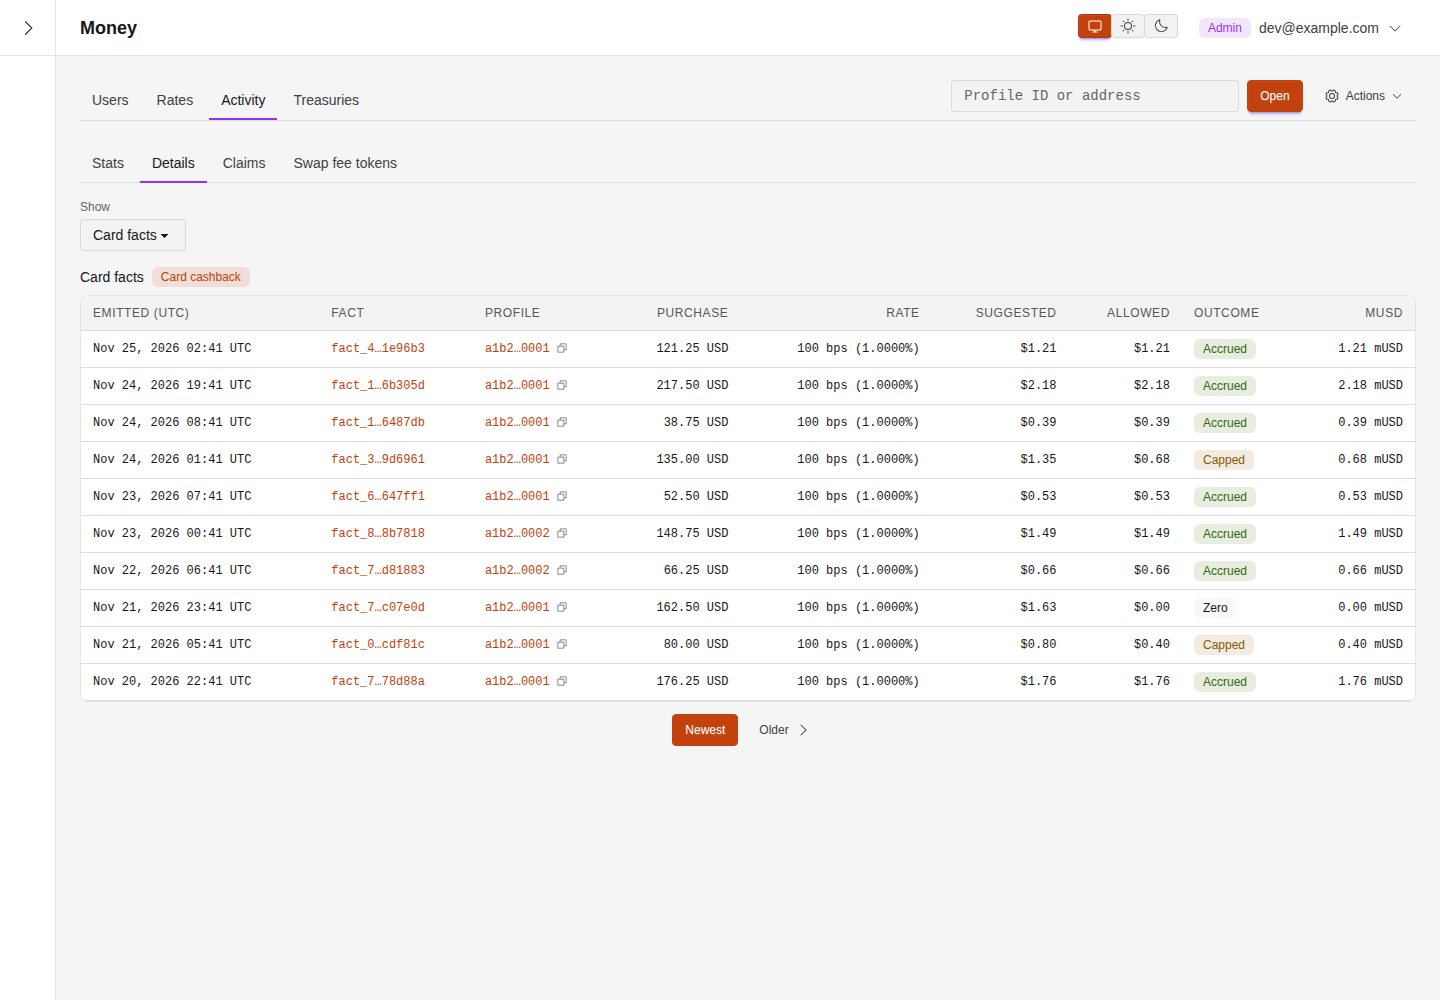 Money
Admin dev@example.com
Users Rates Activity Treasuries
Profile ID or address Open Actions
Stats Details Claims Swap fee tokens
Show
Card facts
Card facts Card cashback
EMITTED (UTC) FACT PROFILE PURCHASE RATE SUGGESTED ALLOWED OUTCOME MUSD
Nov 25, 2026 02:41 UTC fact_4…1e96b3 a1b2…0001 121.25 USD 100 bps (1.0000%) $1.21 $1.21 Accrued 1.21 mUSD
Nov 24, 2026 19:41 UTC fact_1…6b305d a1b2…0001 217.50 USD 100 bps (1.0000%) $2.18 $2.18 Accrued 2.18 mUSD
Nov 24, 2026 08:41 UTC fact_1…6487db a1b2…0001 38.75 USD 100 bps (1.0000%) $0.39 $0.39 Accrued 0.39 mUSD
Nov 24, 2026 01:41 UTC fact_3…9d6961 a1b2…0001 135.00 USD 100 bps (1.0000%) $1.35 $0.68 Capped 0.68 mUSD
Nov 23, 2026 07:41 UTC fact_6…647ff1 a1b2…0001 52.50 USD 100 bps (1.0000%) $0.53 $0.53 Accrued 0.53 mUSD
Nov 23, 2026 00:41 UTC fact_8…8b7818 a1b2…0002 148.75 USD 100 bps (1.0000%) $1.49 $1.49 Accrued 1.49 mUSD
Nov 22, 2026 06:41 UTC fact_7…d81883 a1b2…0002 66.25 USD 100 bps (1.0000%) $0.66 $0.66 Accrued 0.66 mUSD
Nov 21, 2026 23:41 UTC fact_7…c07e0d a1b2…0001 162.50 USD 100 bps (1.0000%) $1.63 $0.00 Zero 0.00 mUSD
Nov 21, 2026 05:41 UTC fact_0…cdf81c a1b2…0001 80.00 USD 100 bps (1.0000%) $0.80 $0.40 Capped 0.40 mUSD
Nov 20, 2026 22:41 UTC fact_7…78d88a a1b2…0001 176.25 USD 100 bps (1.0000%) $1.76 $1.76 Accrued 1.76 mUSD
Newest Older